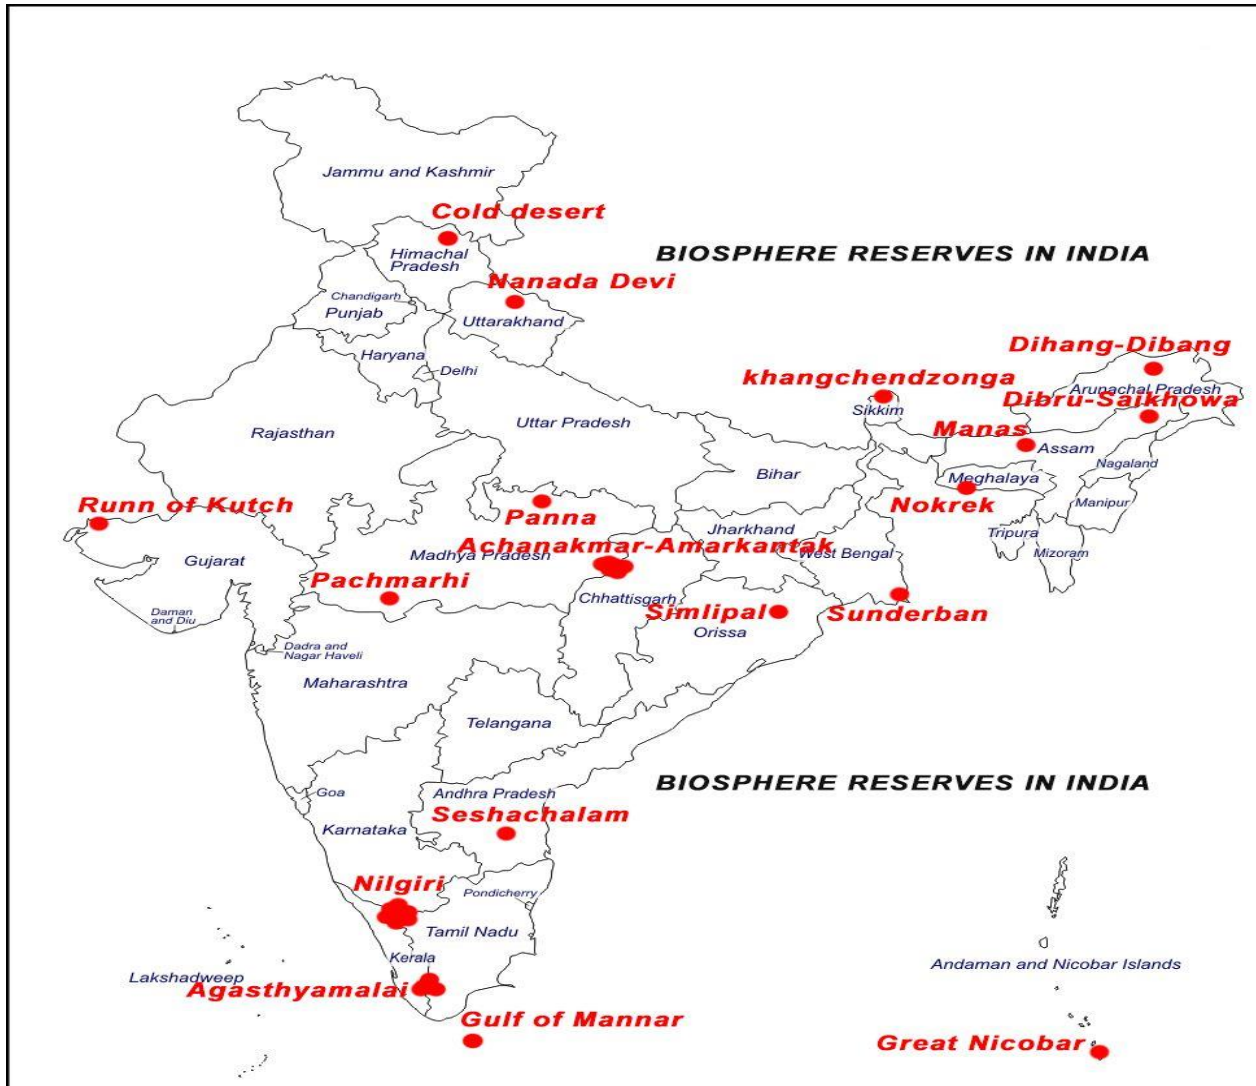 Jammu and Kashmir
Cold desert
BIOSPHERE RESERVES IN INDIA
Himachal
Pradesh
Nanada Devi
Chandigarh
Punjab
Uttarakhand
Dihang-Dibang
Haryana
Delhi
khangchendzonga
Arunachal Pradesh
Dibru-Saikhowa
Sikkim
Uttar Pradesh
Manas
Rajasthan
Assam
Nagaland
Bihar
Meghalaya
Runn of Kutch
Nokrek
Manipur
Panna
Jharkhand
Tripura
Achanakmar-Amarkantak
Madhya Pradesh
West Bengal
Mizoram
Gujarat
Pachmarhi
Chhattisgarh
Daman
and Diu
Simlipal
Sunderban
Orissa
Dadra and
Nagar Haveli
Maharashtra
Telangana
BIOSPHERE RESERVES IN INDIA
Goa
Andhra Pradesh
Seshachalam
Karnataka
Nilgiri
Pondicherry
Tamil Nadu
Kerala
Andaman and Nicobar Islands
Lakshadweep
Agasthyamalai
Gulf of Mannar
Great Nicobar